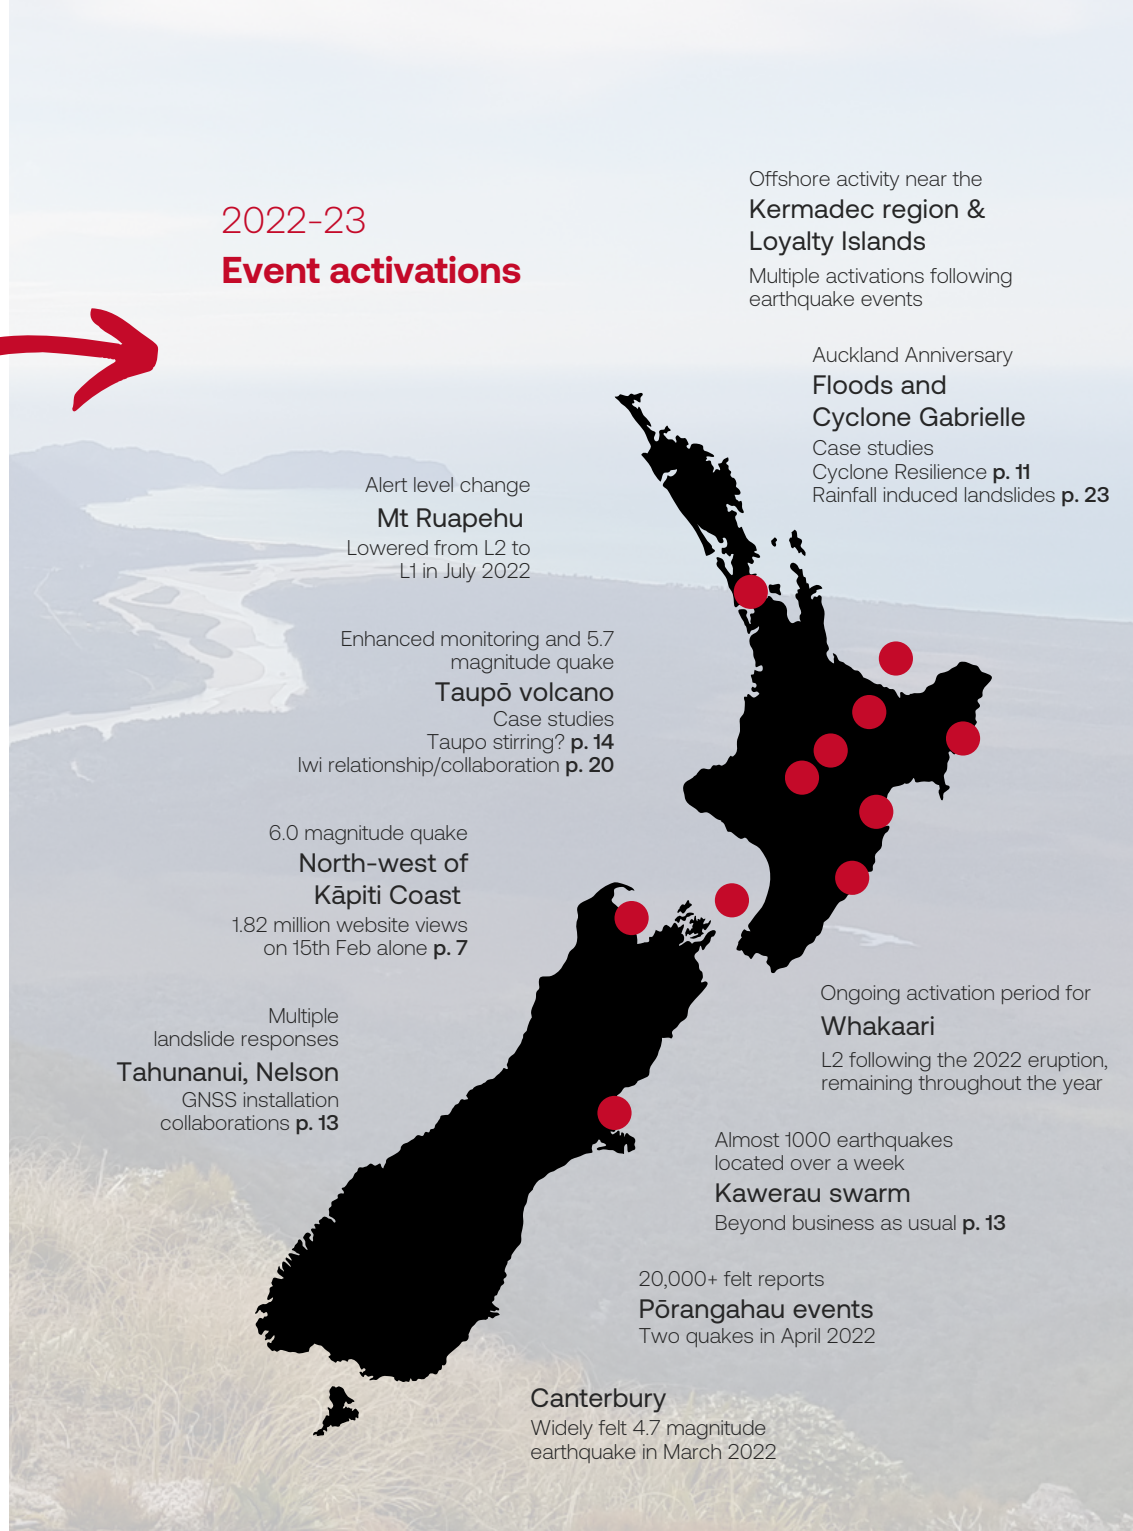 2022-23
Event activations
Offshore activity near the
Kermadec region &
Loyalty Islands
Multiple activations following
earthquake events
Auckland Anniversary
Floods and
Cyclone Gabrielle
Case studies
Cyclone Resilience p. 11
Rainfall induced landslides p. 23
Alert level change
Mt Ruapehu
Lowered from L2 to
L1 in July 2022
Enhanced monitoring and 5.7
magnitude quake
Taupō volcano
Case studies
Taupo stirring? p. 14
Iwi relationship/collaboration p. 20
6.0 magnitude quake
North-west of
Kāpiti Coast
1.82 million website views
on 15th Feb alone p. 7
Multiple
landslide responses
Tahunanui, Nelson
GNSS installation
collaborations p. 13
Ongoing activation period for
Whakaari
L2 following the 2022 eruption,
remaining throughout the year
Almost 1000 earthquakes
located over a week
Kawerau swarm
Beyond business as usual p. 13
20,000+ felt reports
Pōrangahau events
Two quakes in April 2022
Canterbury
Widely felt 4.7 magnitude
earthquake in March 2022